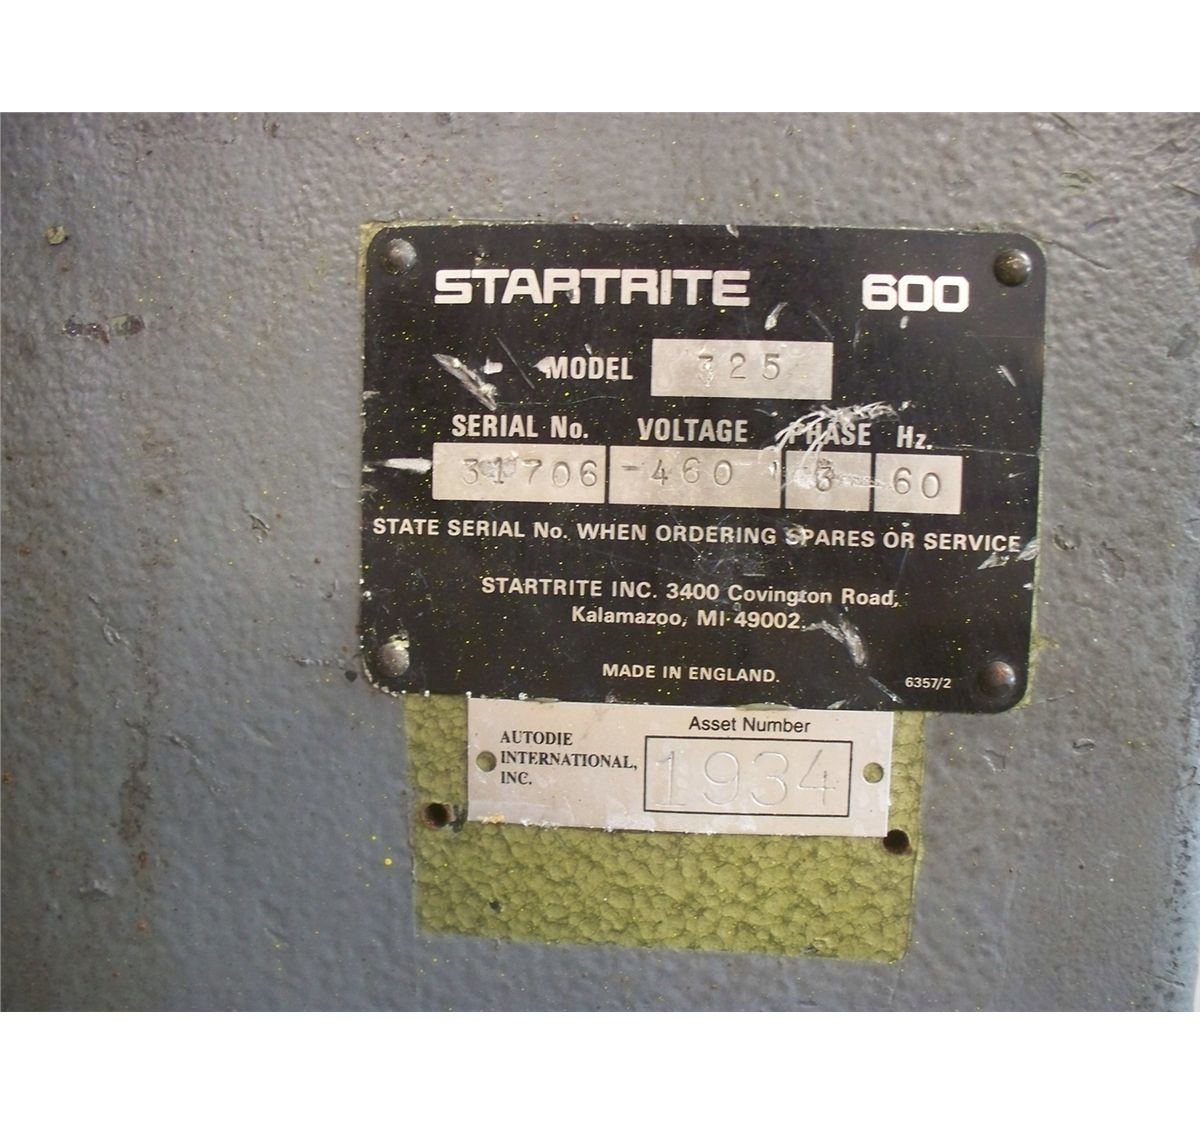 STARTRITE 600
MODEL 325
SERIAL No. VOLTAGE PHASE Hz.
31706 460 3 60
STATE SERIAL No. WHEN ORDERING SPARES OR SERVICE
STARTRITE INC. 3400 Covington Road,
Kalamazoo, MI 49002.
MADE IN ENGLAND.
6357/2
Asset Number
AUTODIE
INTERNATIONAL,
INC.
1934